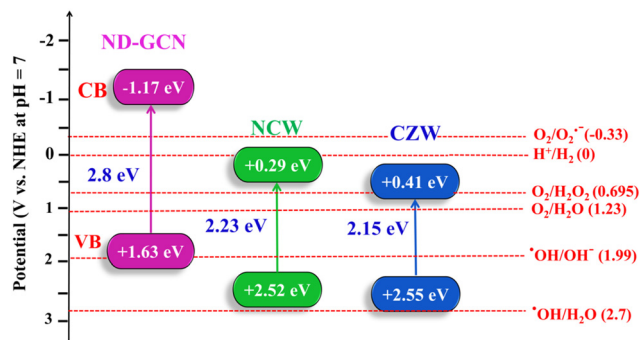 ND-GCN
NCW
CZW
Potential (V vs. NHE at pH = 7
-2
-1
0
1
2
3
CB
VB
-1.17 eV
2.8 eV
+1.63 eV
+0.29 eV
2.23 eV
+2.52 eV
+0.41 eV
2.15 eV
+2.55 eV
O₂/O₂•⁻ (-0.33)
H⁺/H₂ (0)
O₂/H₂O₂ (0.695)
O₂/H₂O (1.23)
•OH/OH⁻ (1.99)
•OH/H₂O (2.7)